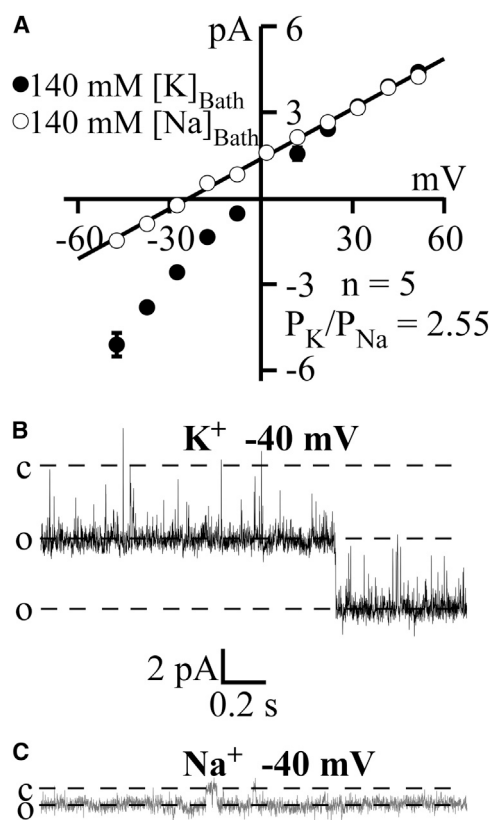 A
pA
6
140 mM [K]Bath
140 mM [Na]Bath
3
mV
-60 -30 30 60
-3 n = 5
PK/PNa = 2.55
-6
B
K+ -40 mV
c
o
o
2 pA
0.2 s
C
Na+ -40 mV
c
o